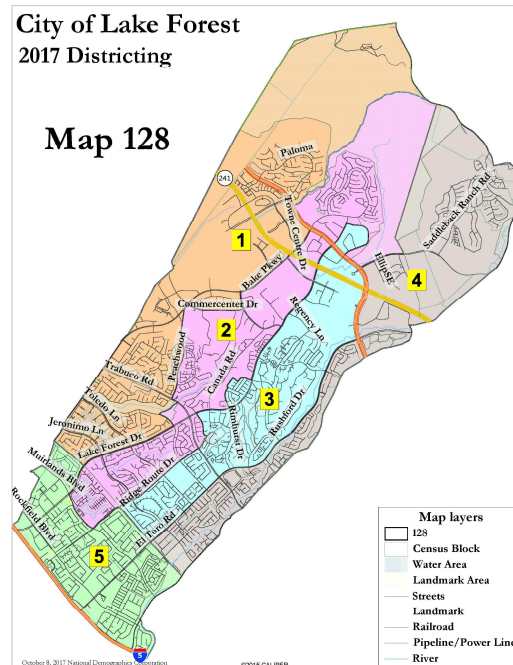 City of Lake Forest
2017 Districting
Map 128
Paloma
241
Towne Centre Dr
Saddleback Ranch Rd
1
Bake Pkwy
EllipSE
4
Commercenter Dr
Regency Ln
2
Peachwood
Canada Rd
Trabuco Rd
3
Toledo Ln
Rushford Dr
Rimhurst Dr
Jeronimo Ln
Lake Forest Dr
Muirlands Blvd
Ridge Route Dr
Rockfield Blvd
El Toro Rd
5
5
Map layers
128
Census Block
Water Area
Landmark Area
Streets
Landmark
Railroad
Pipeline/Power Line
River
October 8, 2017 National Demographics Corporation